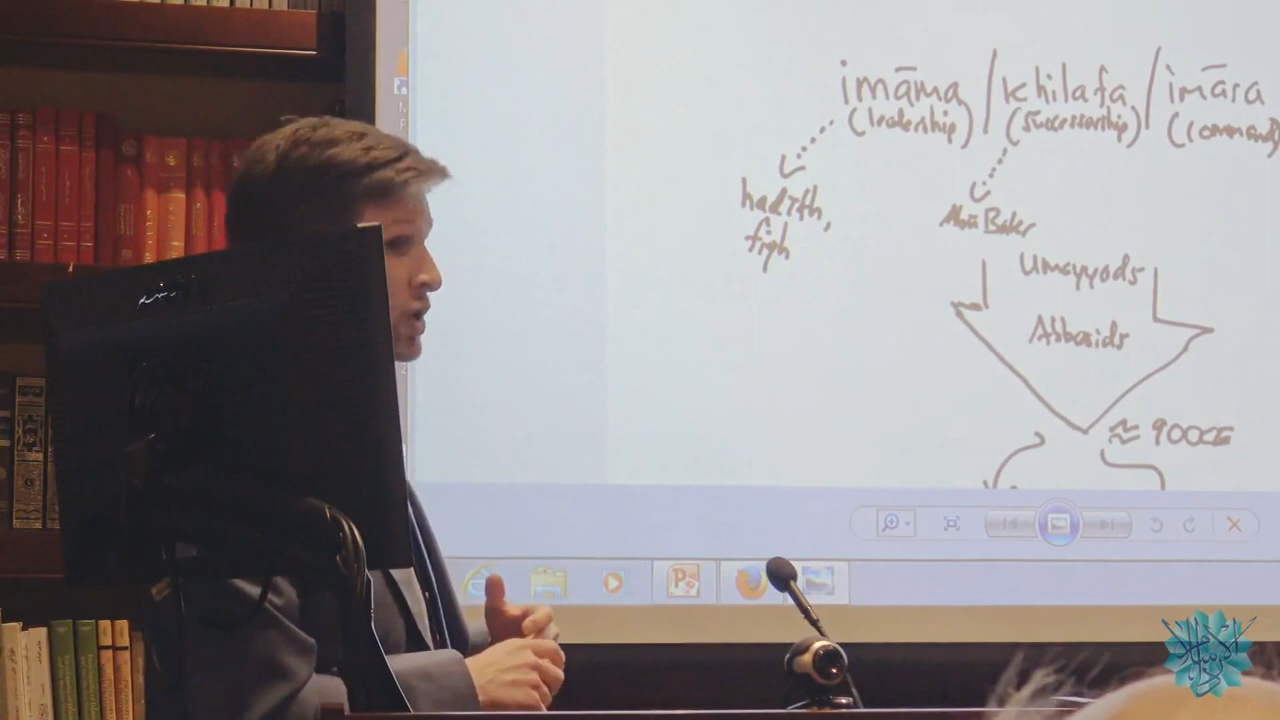 imāma / khilafa / imāra
(leadership) (successorship) (command)
hadith,
fiqh
Abū Bakr
Umayyads
Abbasids
≈ 900CE